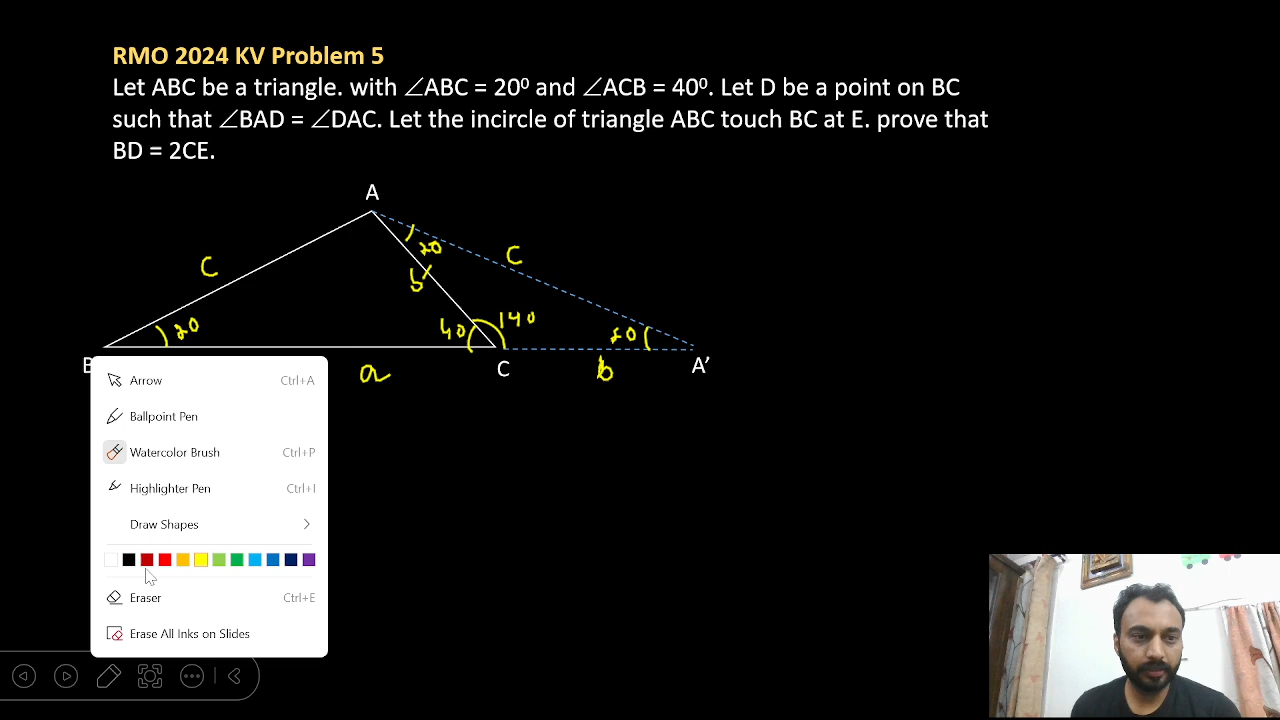 RMO 2024 KV Problem 5
Let ABC be a triangle. with ∠ABC = 20⁰ and ∠ACB = 40⁰. Let D be a point on BC
such that ∠BAD = ∠DAC. Let the incircle of triangle ABC touch BC at E. prove that
BD = 2CE.
A
20
C
C
b
20
40
140
20
B
a
C
b
A’
Arrow Ctrl+A
Ballpoint Pen
Watercolor Brush Ctrl+P
Highlighter Pen Ctrl+I
Draw Shapes
Eraser Ctrl+E
Erase All Inks on Slides